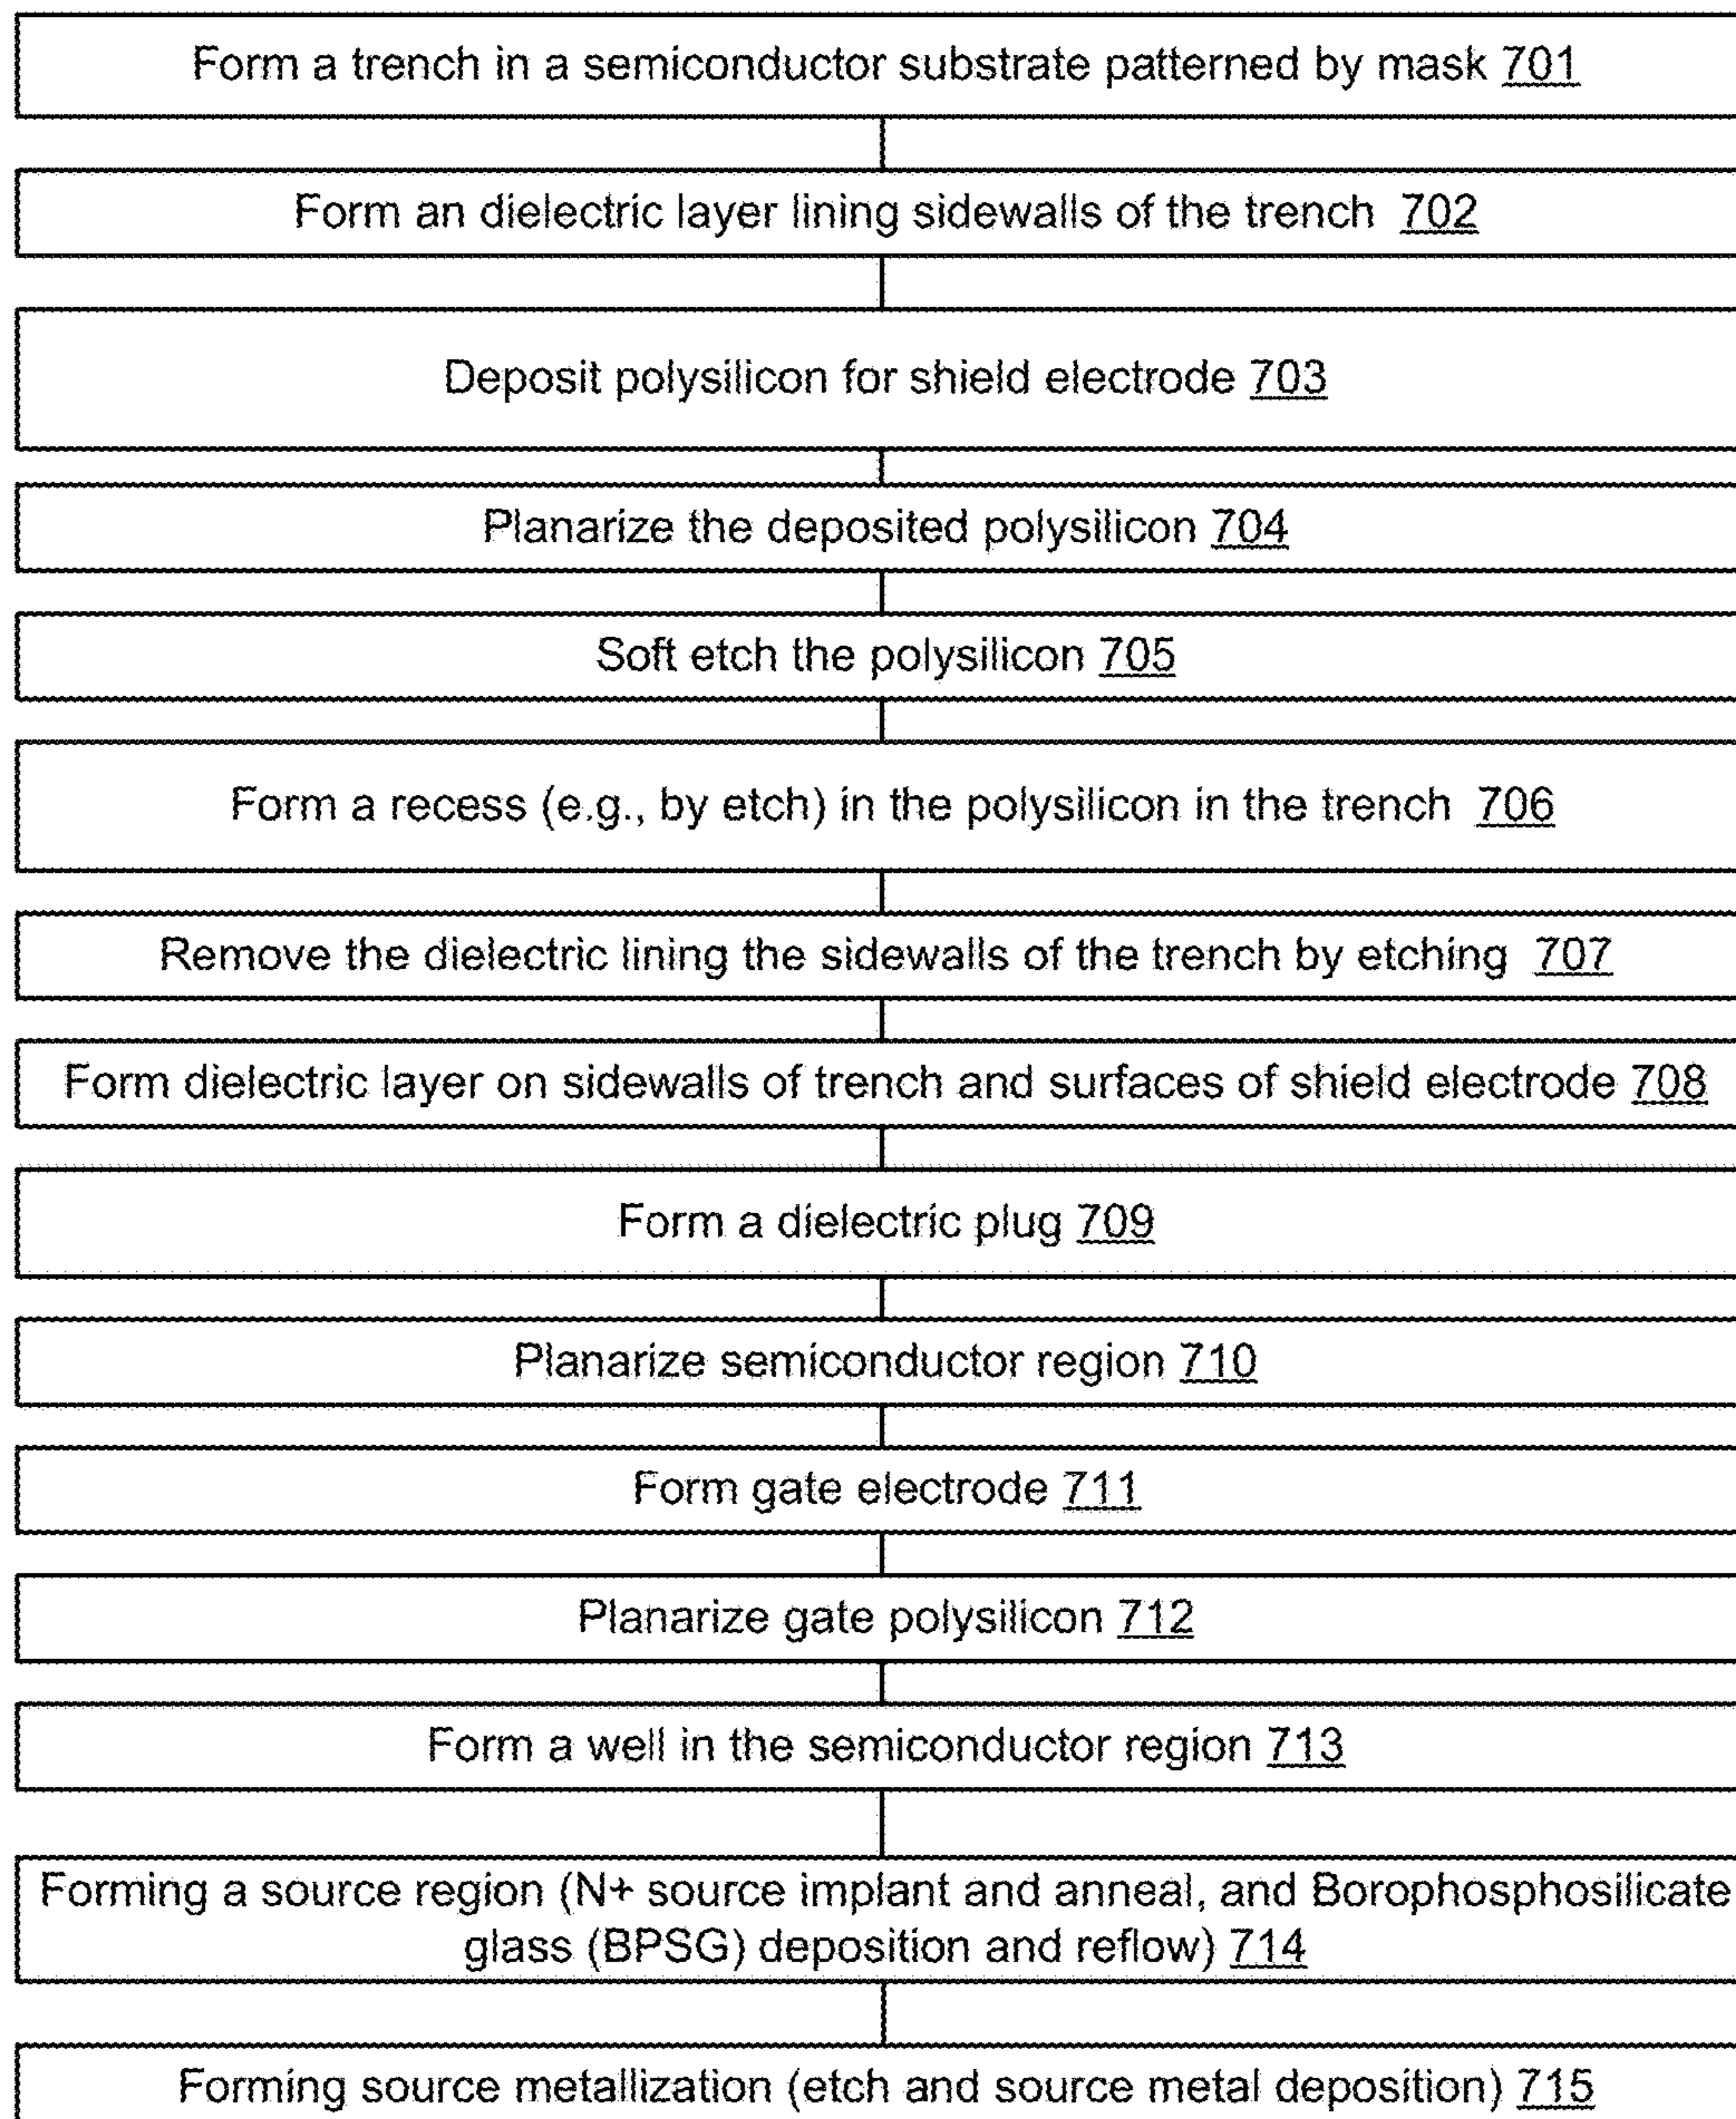 Form a trench in a semiconductor substrate patterned by mask 701
Form an dielectric layer lining sidewalls of the trench 702
Deposit polysilicon for shield electrode 703
Planarize the deposited polysilicon 704
Soft etch the polysilicon 705
Form a recess (e.g., by etch) in the polysilicon in the trench 706
Remove the dielectric lining the sidewalls of the trench by etching 707
Form dielectric layer on sidewalls of trench and surfaces of shield electrode 708
Form a dielectric plug 709
Planarize semiconductor region 710
Form gate electrode 711
Planarize gate polysilicon 712
Form a well in the semiconductor region 713
Forming a source region (N+ source implant and anneal, and Borophosphosilicate
glass (BPSG) deposition and reflow) 714
Forming source metallization (etch and source metal deposition) 715